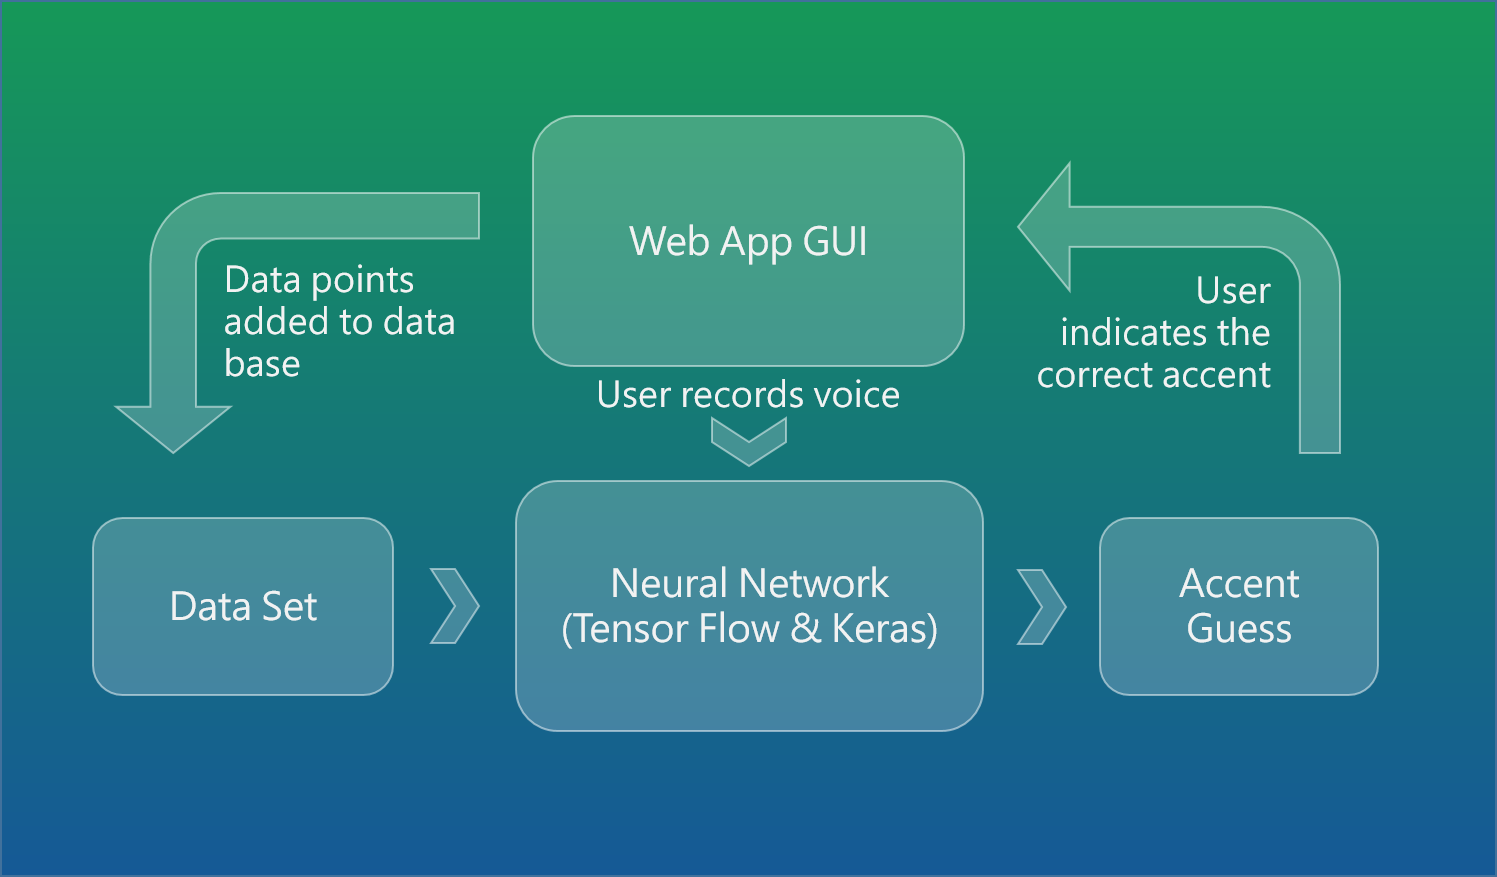 Web App GUI
Data points
added to data
base
User records voice
User
indicates the
correct accent
Data Set
Neural Network
(Tensor Flow & Keras)
Accent
Guess